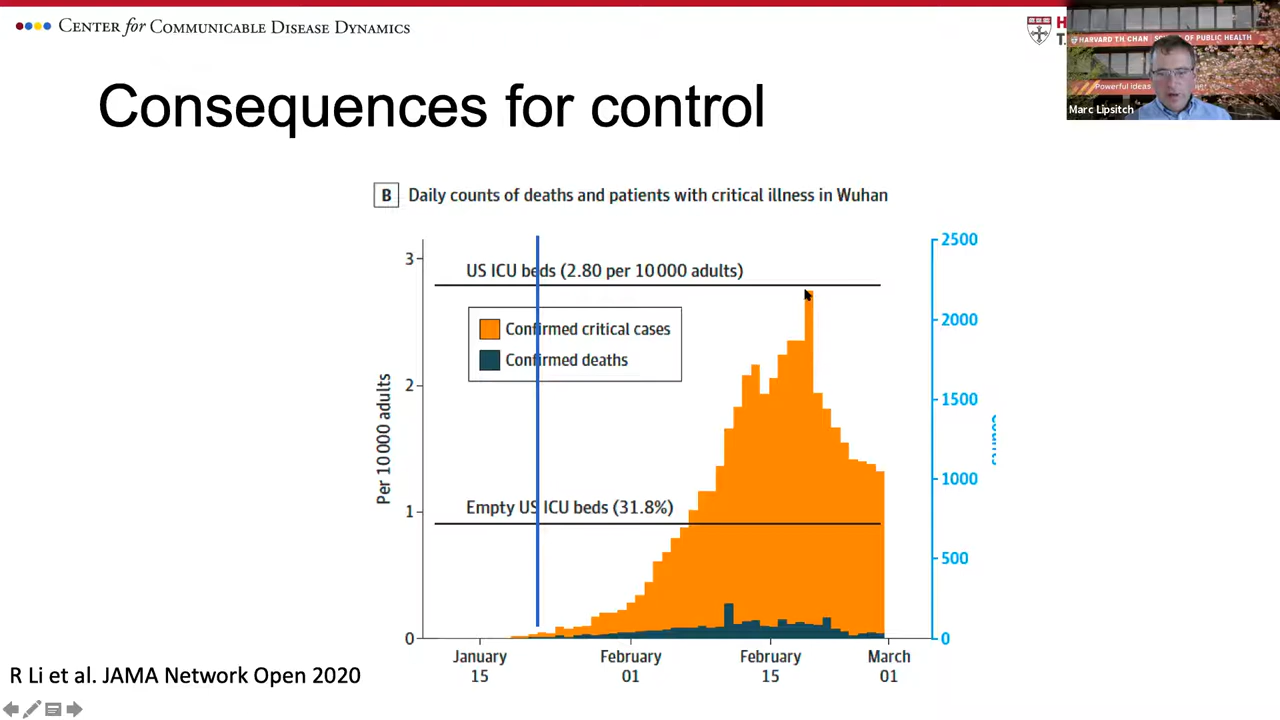 CENTER for COMMUNICABLE DISEASE DYNAMICS
HARVARD T.H. CHAN SCHOOL OF PUBLIC HEALTH
Powerful ideas
Marc Lipsitch
Consequences for control
B Daily counts of deaths and patients with critical illness in Wuhan
US ICU beds (2.80 per 10 000 adults)
Confirmed critical cases
Confirmed deaths
Empty US ICU beds (31.8%)
Per 10 000 adults
3
2
1
0
2500
2000
1500
1000
500
0
January 15
February 01
February 15
March 01
R Li et al. JAMA Network Open 2020